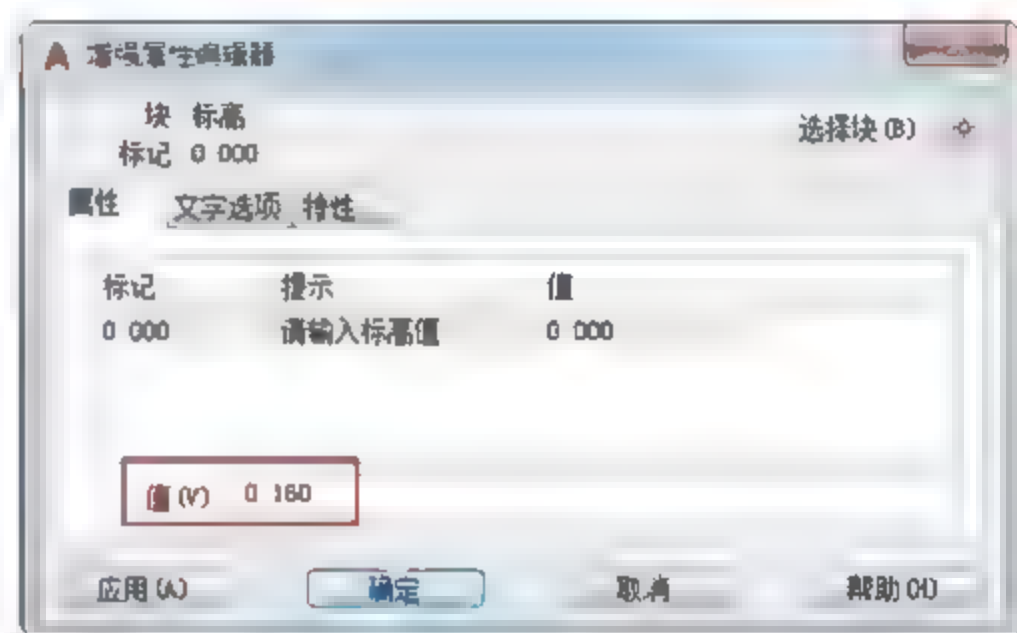 增强属性编辑器
块 标高
标记 0 000
选择块(B)
属性 文字选项 特性
标记 提示 值
0 000 请输入标高值 0 000
值(V) 0 160
应用(A) 确定 取消 帮助(H)